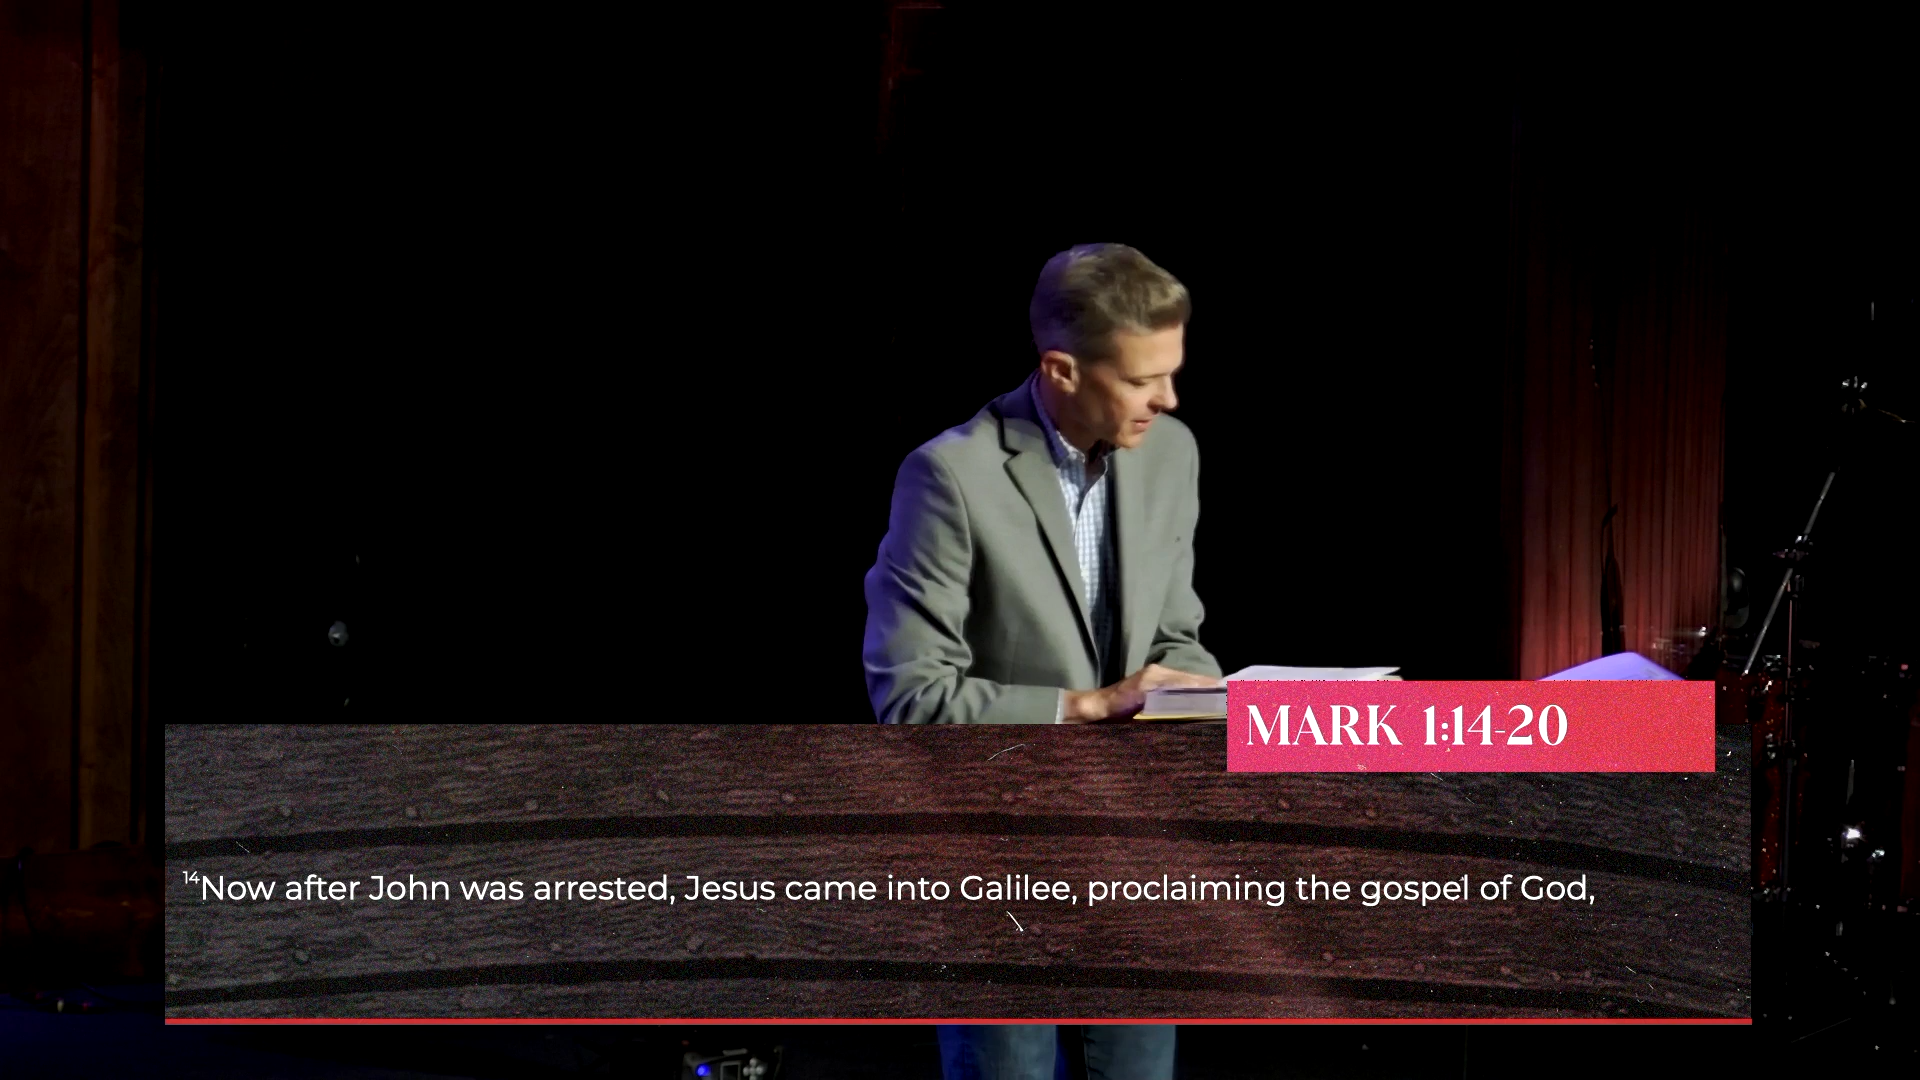 MARK 1:14-20
14Now after John was arrested, Jesus came into Galilee, proclaiming the gospel of God,